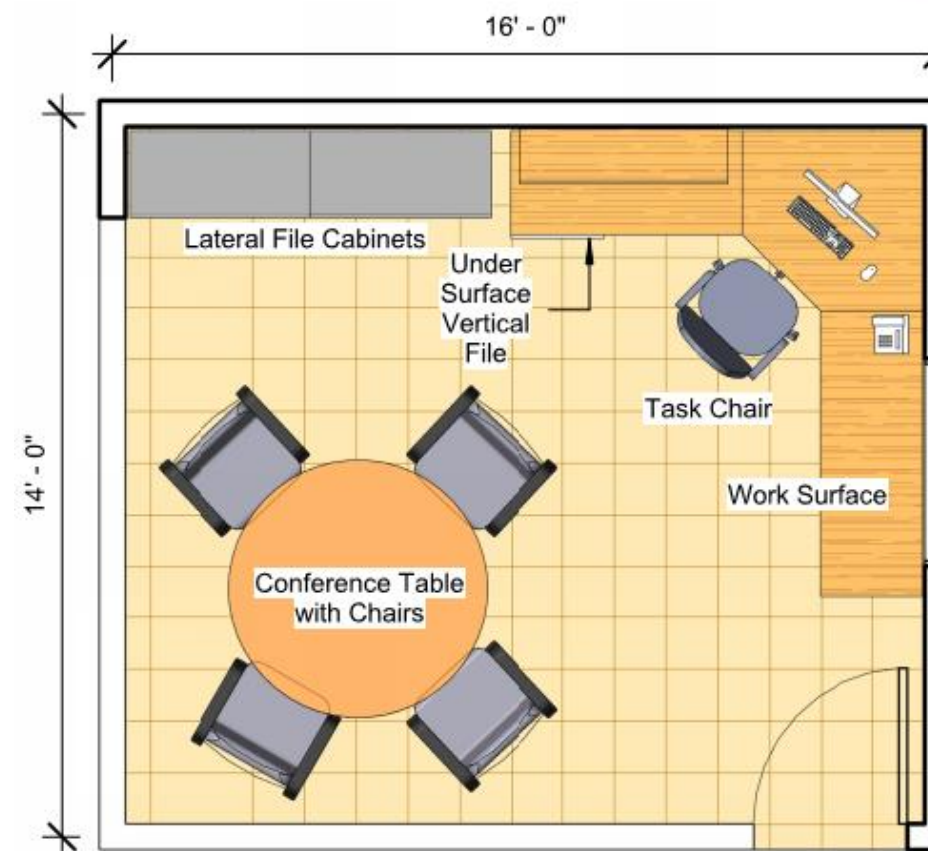 16' - 0"
14' - 0"
Lateral File Cabinets
Under
Surface
Vertical
File
Task Chair
Work Surface
Conference Table
with Chairs